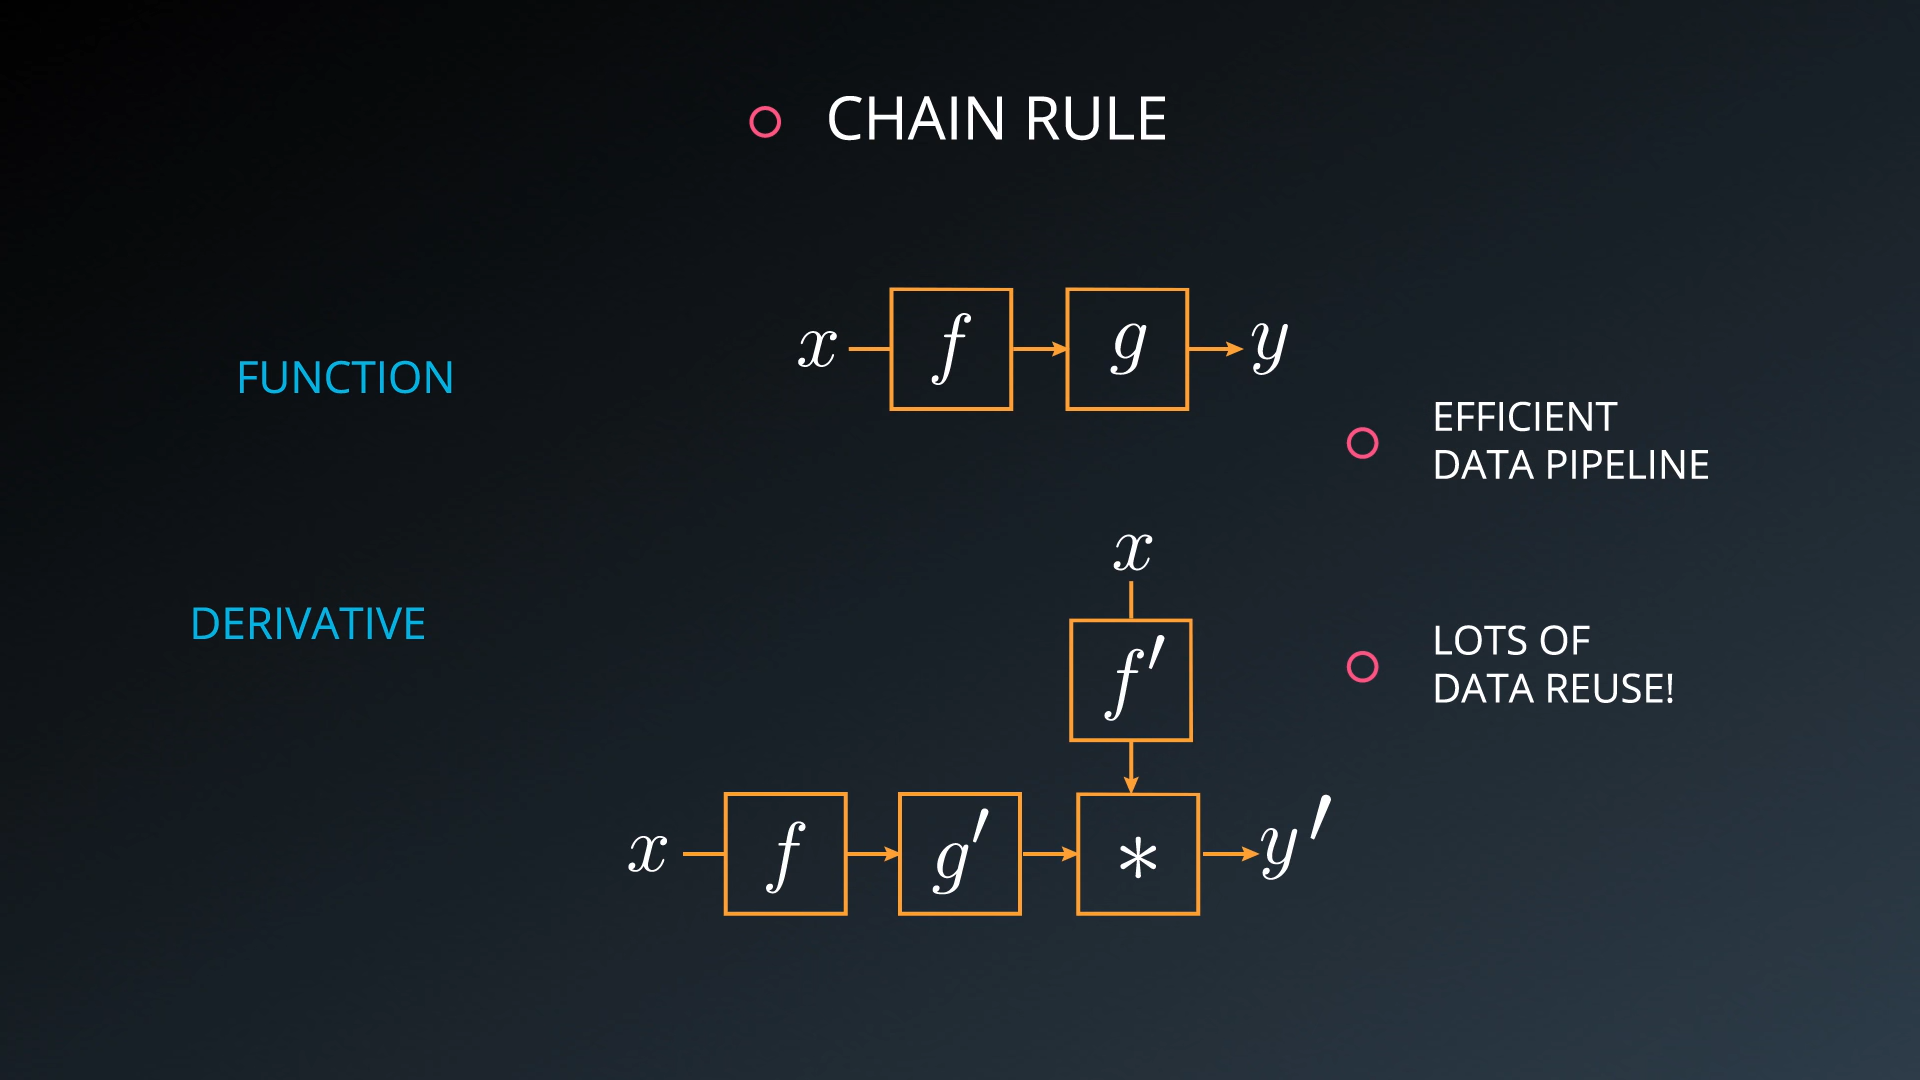 CHAIN RULE
x f g y
FUNCTION
EFFICIENT
DATA PIPELINE
x
DERIVATIVE
f′
LOTS OF
DATA REUSE!
x f g′ * y′